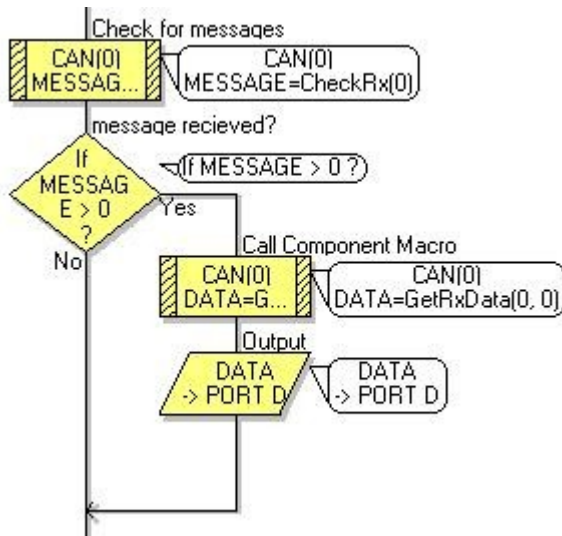 Check for messages
CAN(0)
MESSAG...
CAN(0)
MESSAGE=CheckRx(0)
message recieved?
If
MESSAG
E > 0
?
If MESSAGE > 0 ?
Yes
No
Call Component Macro
CAN(0)
DATA=G...
CAN(0)
DATA=GetRxData(0, 0)
Output
DATA
-> PORT D
DATA
-> PORT D